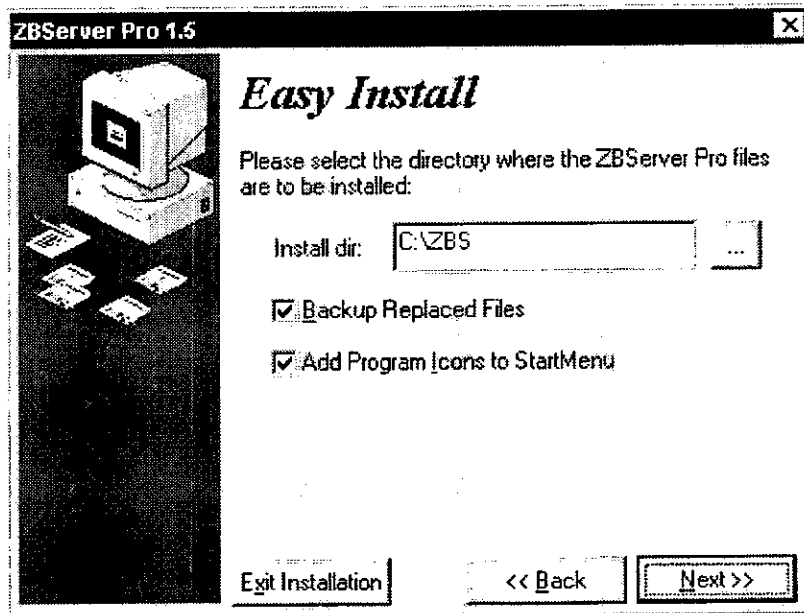 ZBServer Pro 1.5
Easy Install
Please select the directory where the ZBServer Pro files
are to be installed:
Install dir:
C:\ZBS
...
Backup Replaced Files
Add Program Icons to StartMenu
Exit Installation
<< Back
Next >>